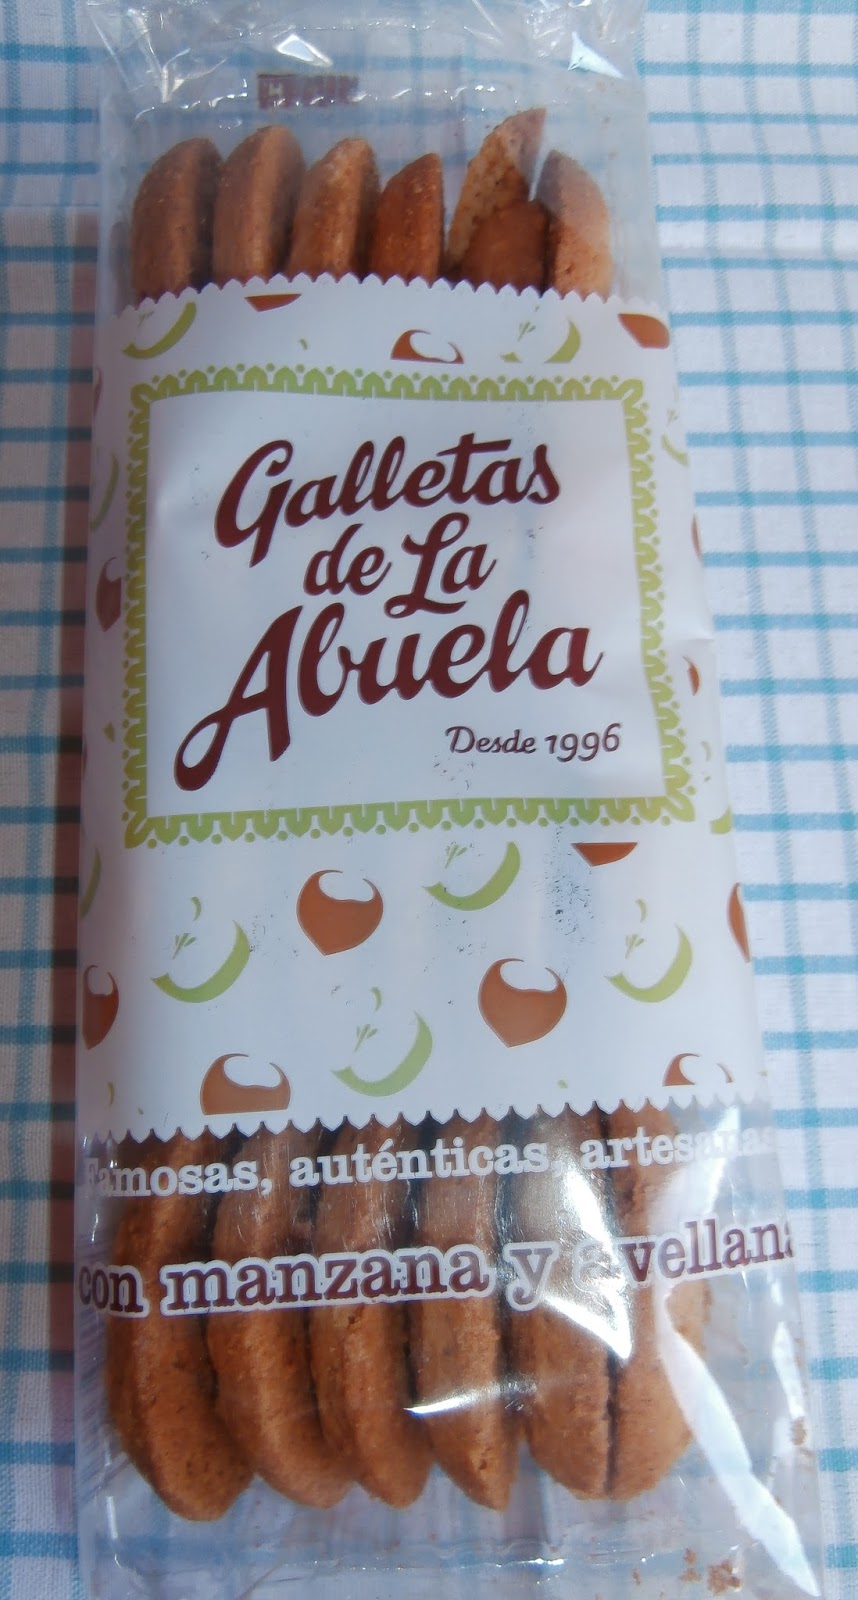 Galletas
de La
Abuela
Desde 1996
Famosas, auténticas, artesanas
con manzana y avellana